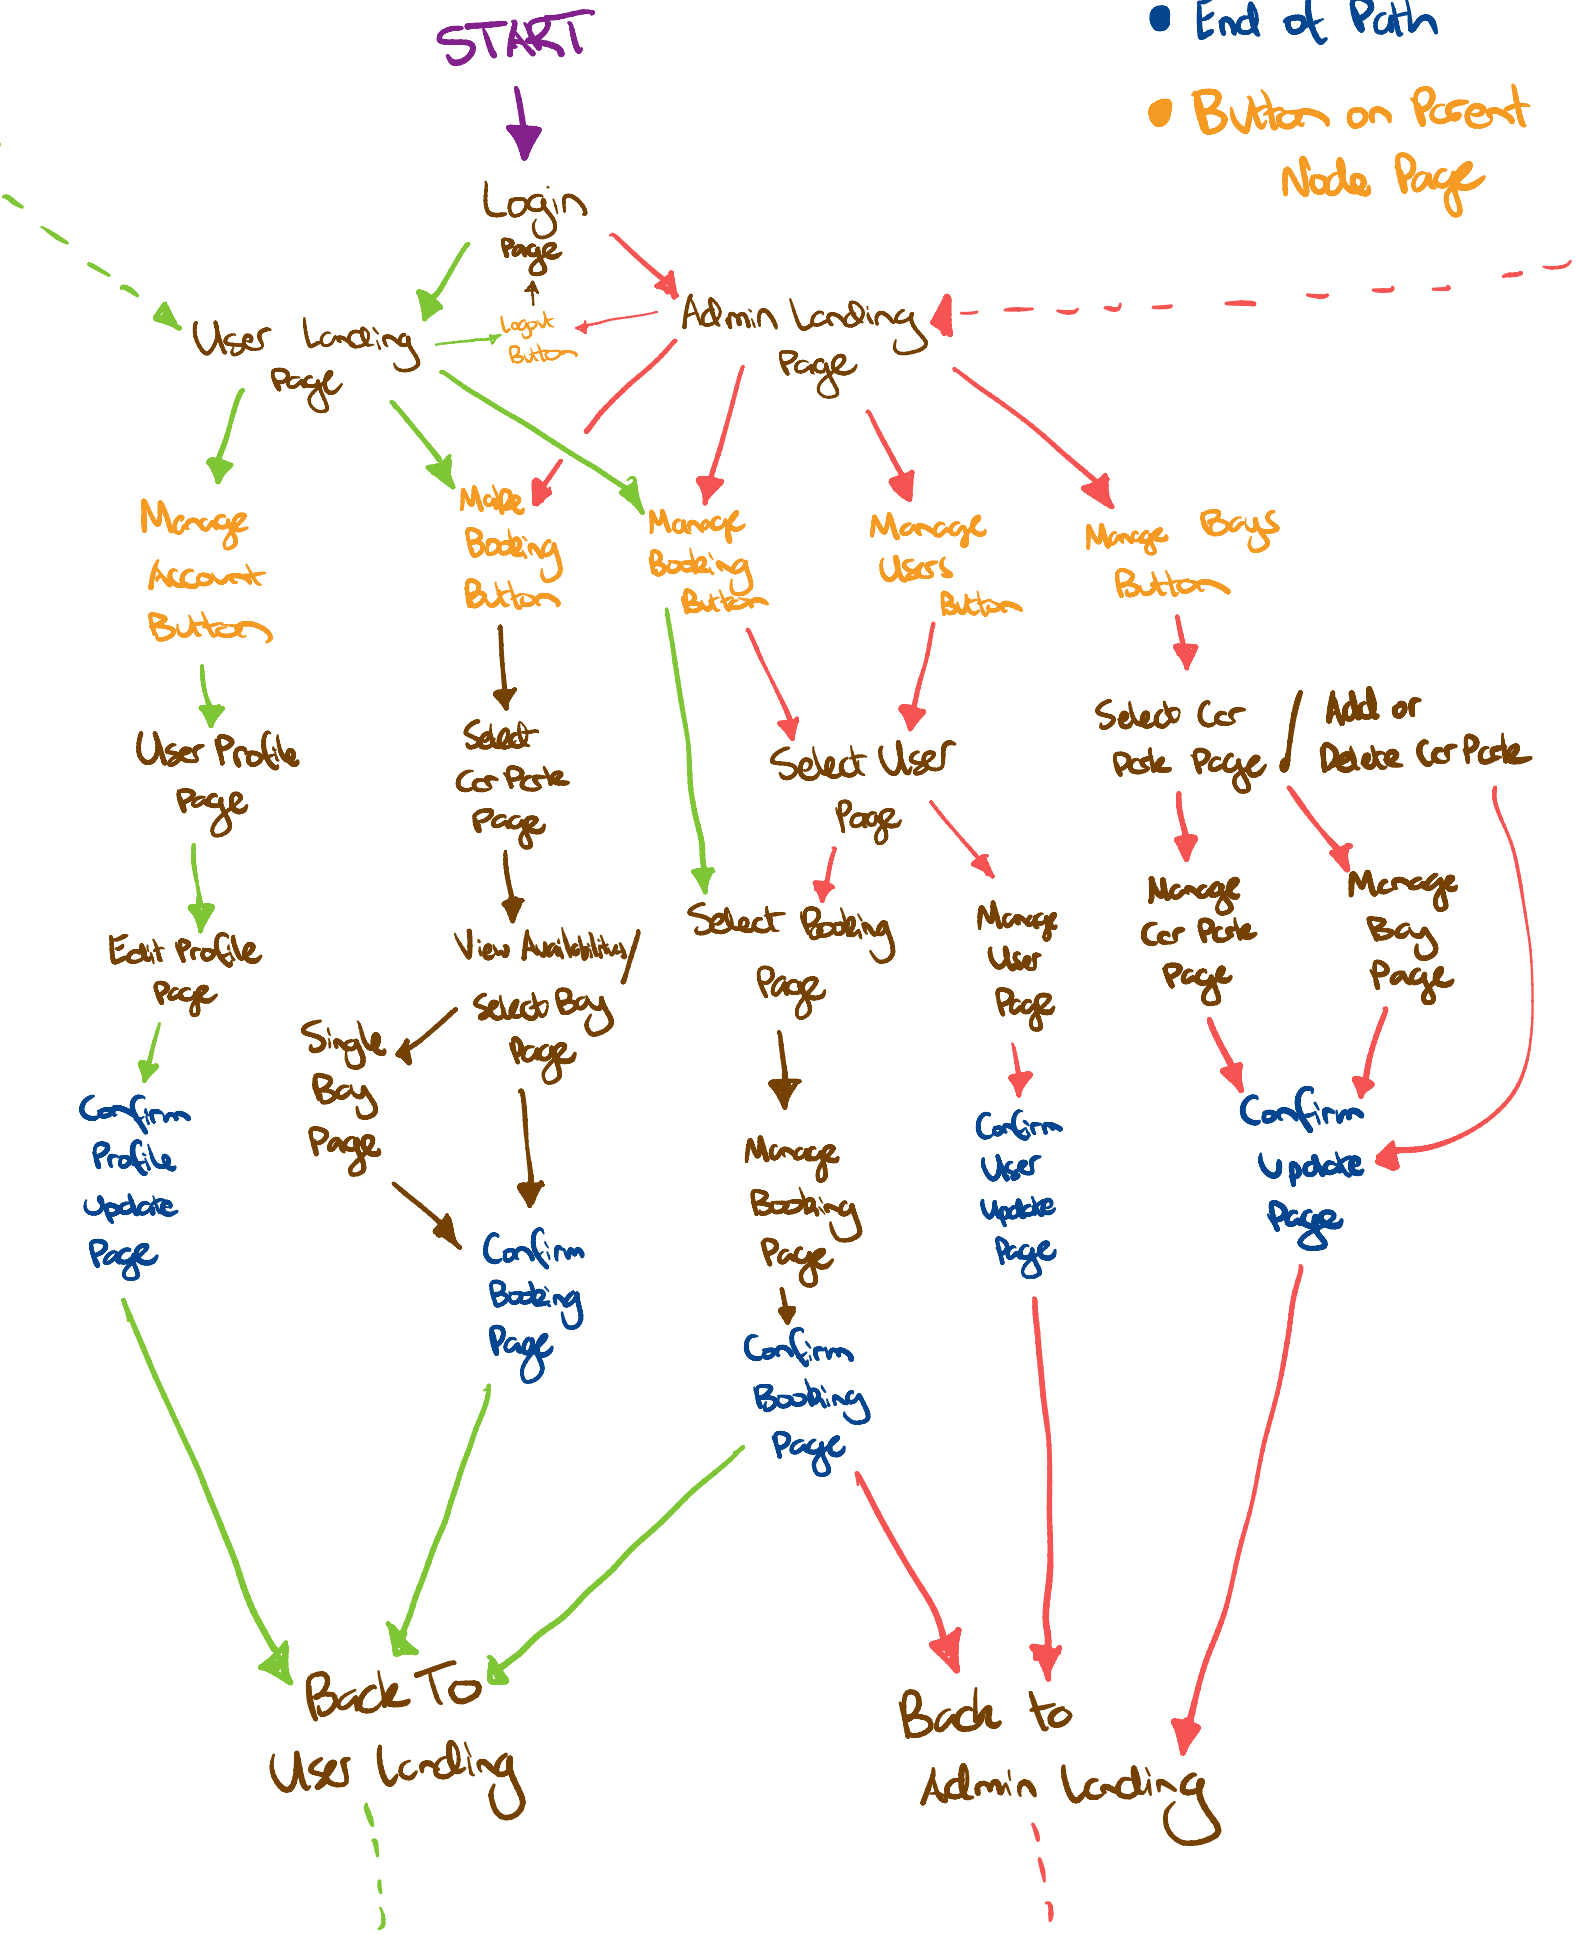 START
• End of Path
• Button on Parent
Node Page
Login
Page
User Landing
Page
Logout
Button
Admin Landing
Page
Manage
Account
Button
Make
Booking
Button
Manage
Booking
Button
Manage
Users
Button
Manage Bays
Button
User Profile
Page
Select
Car Park
Page
Select User
Page
Select Car
Park Page /
Add or
Delete Car Park
Edit Profile
Page
View Availabilities/
Select Bay
Page
Single
Bay
Page
Select Booking
Page
Manage
User
Page
Manage
Car Park
Page
Manage
Bay
Page
Confirm
Profile
Update
Page
Confirm
Booking
Page
Manage
Booking
Page
Confirm
Booking
Page
Confirm
User
Update
Page
Confirm
Update
Page
Back To
User Landing
Back to
Admin Landing